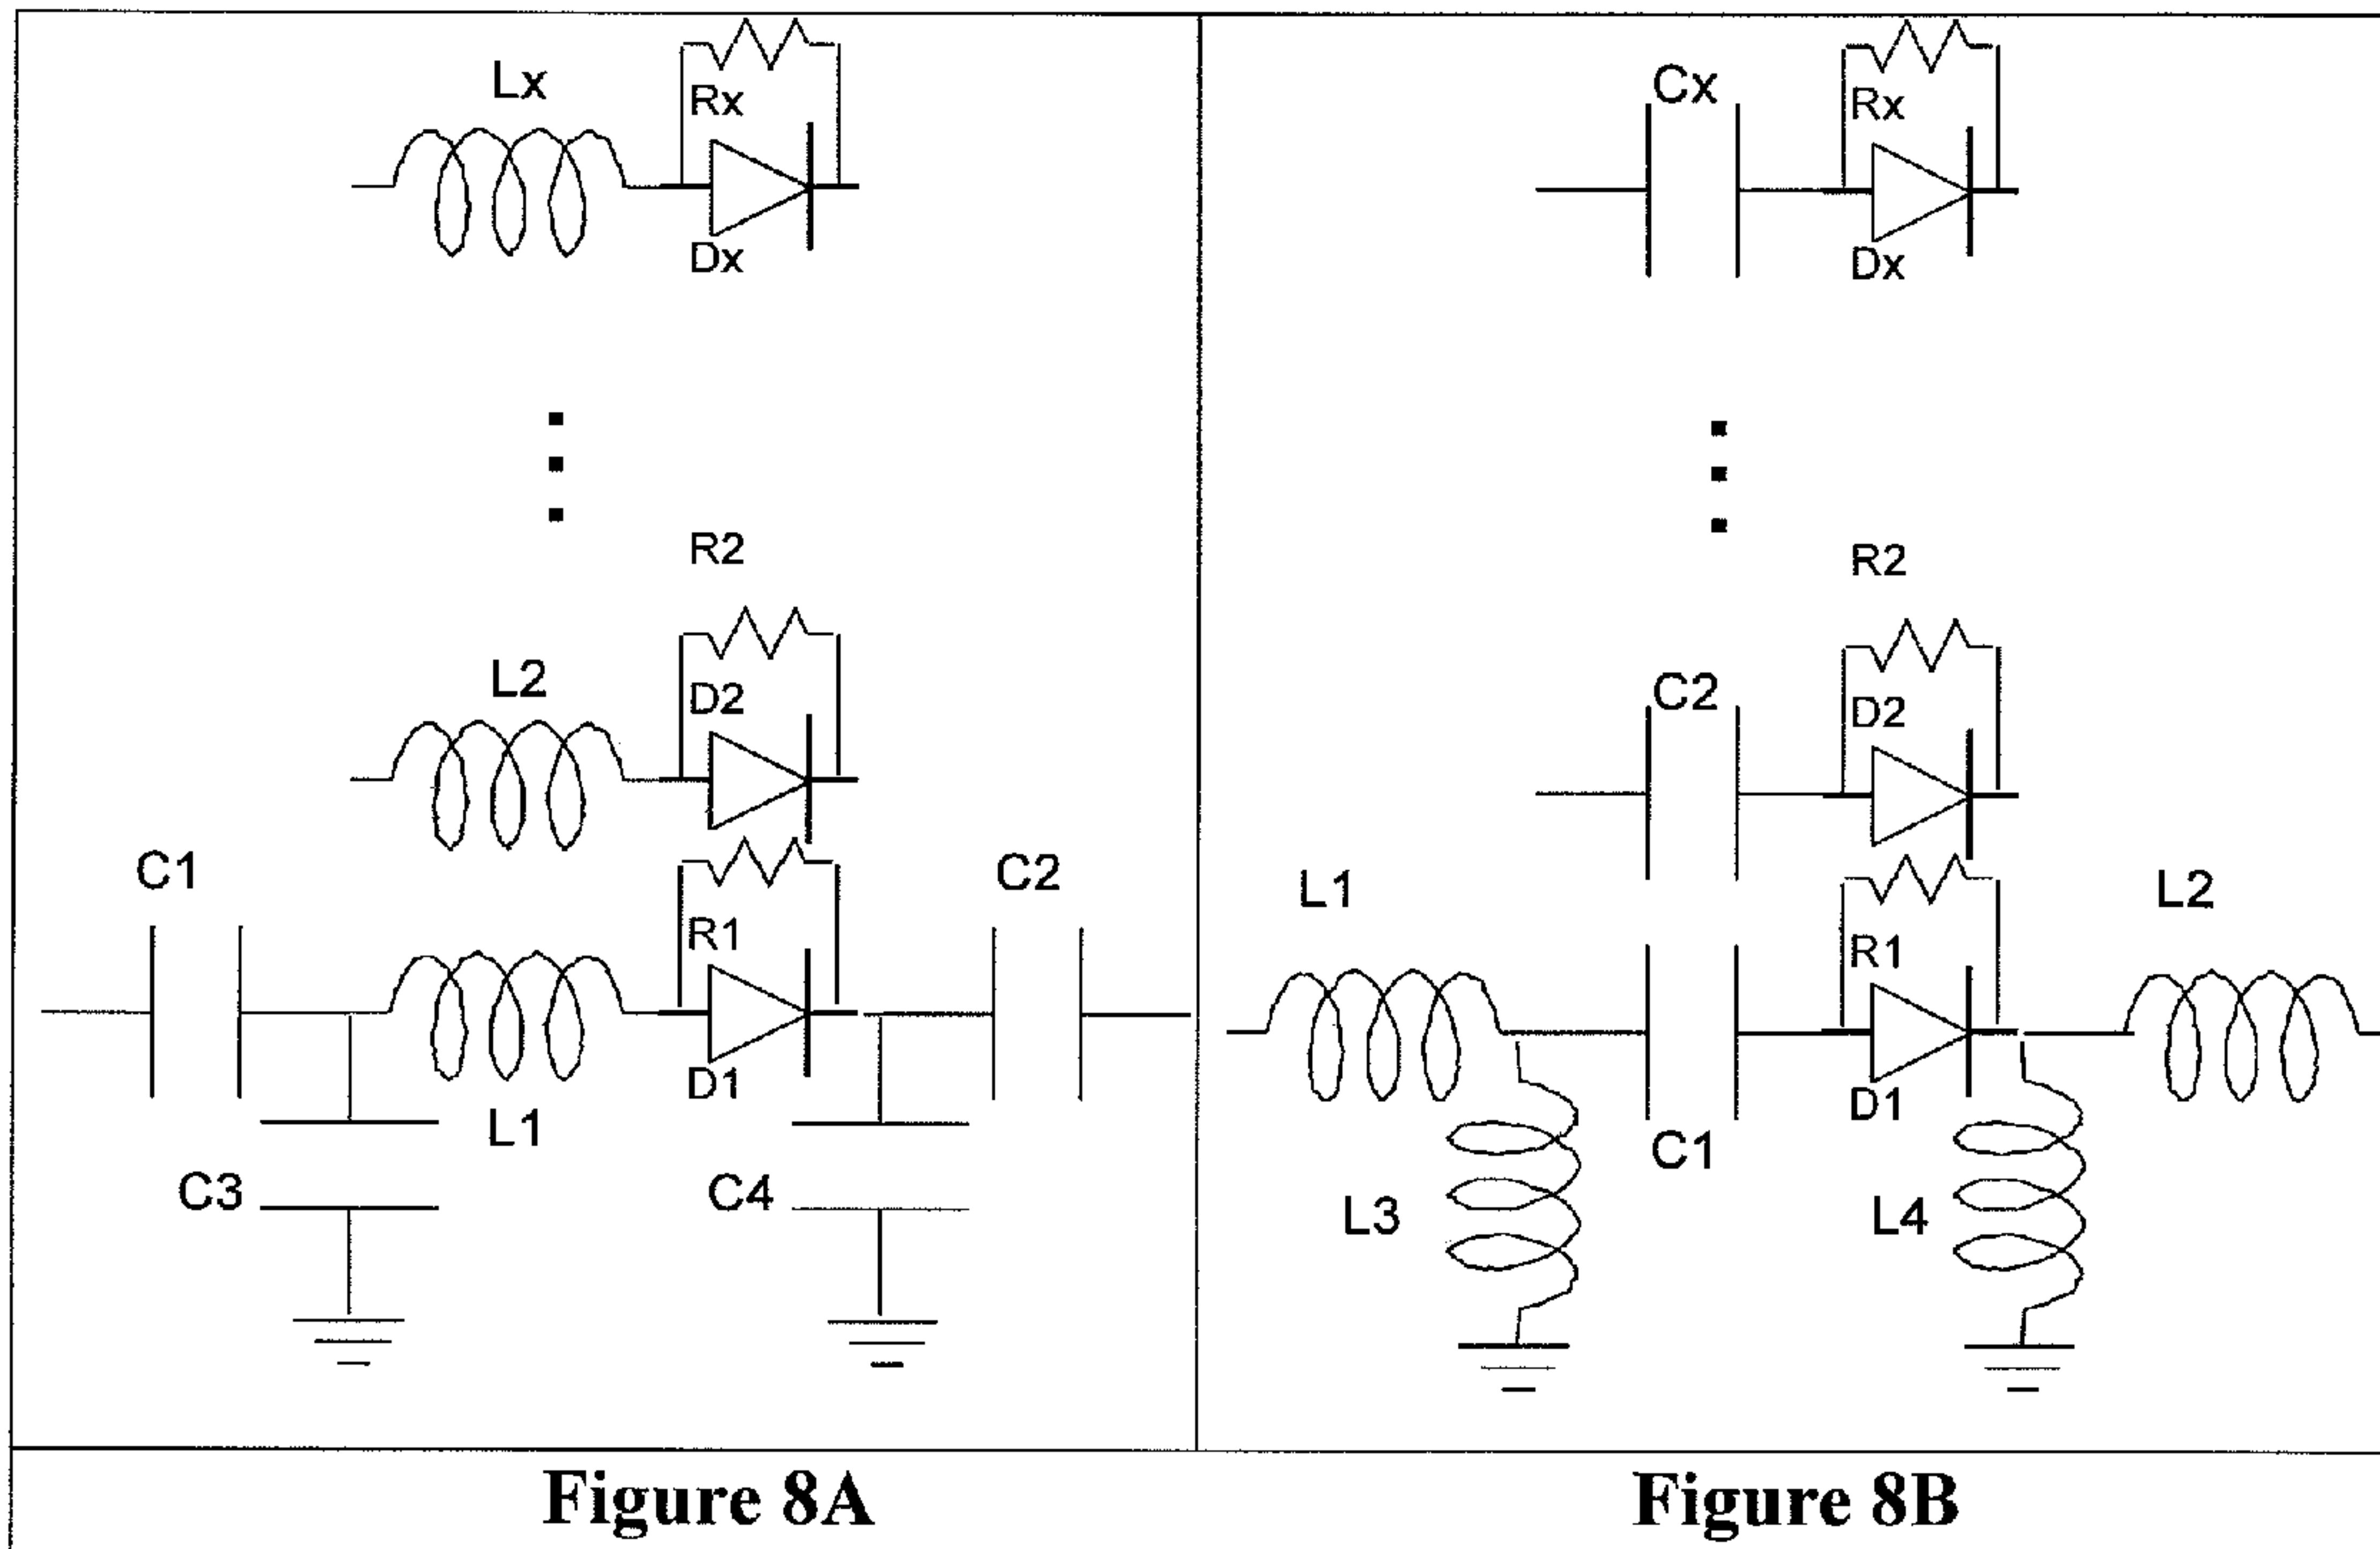 Lx
Rx
Dx
R2
L2
D2
C1
C2
R1
D1
L1
C3
C4
Figure 8A
Cx
Rx
Dx
R2
C2
D2
L1
L2
R1
D1
C1
L3
L4
Figure 8B